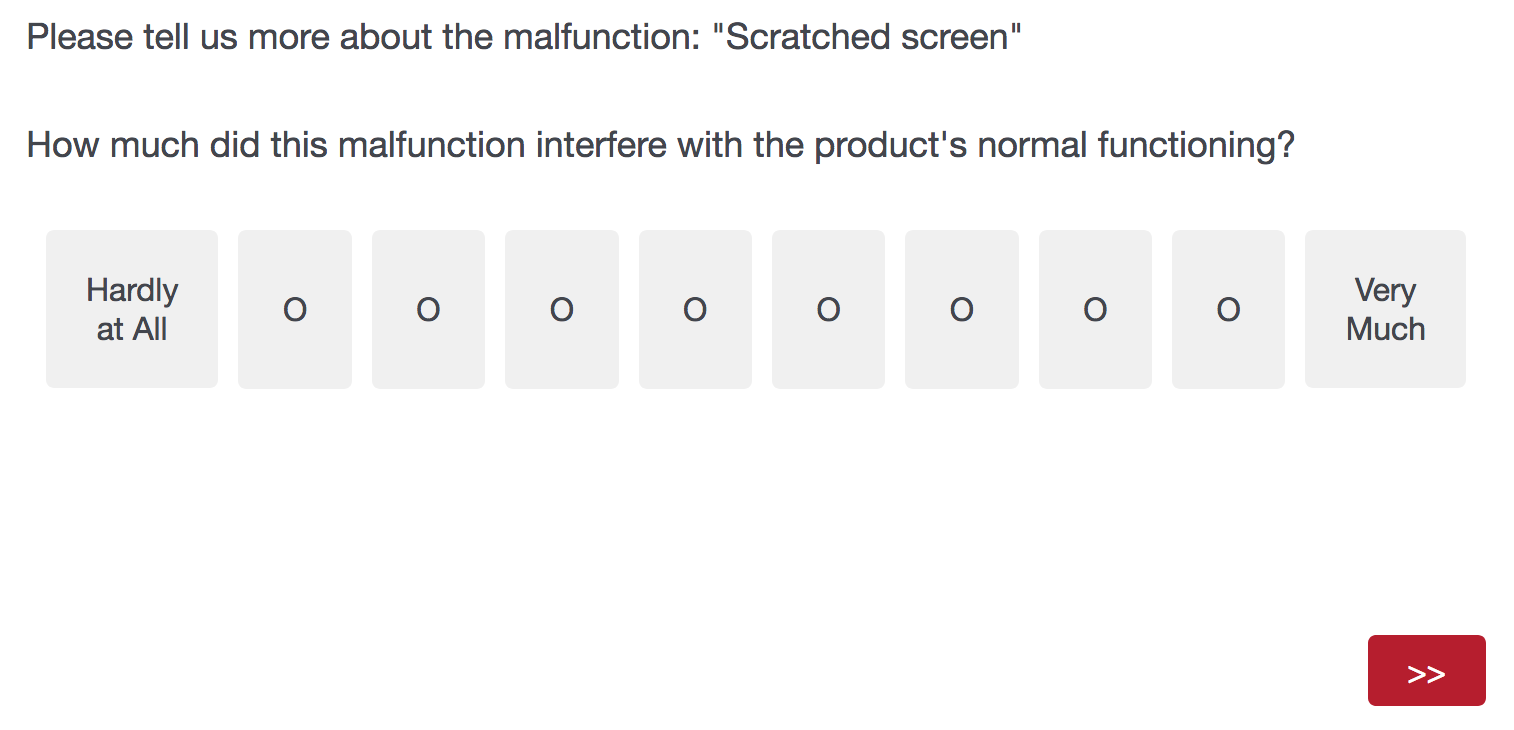 Please tell us more about the malfunction: "Scratched screen"
How much did this malfunction interfere with the product's normal functioning?
Hardly
at All
O O O O O O O O
Very
Much
>>